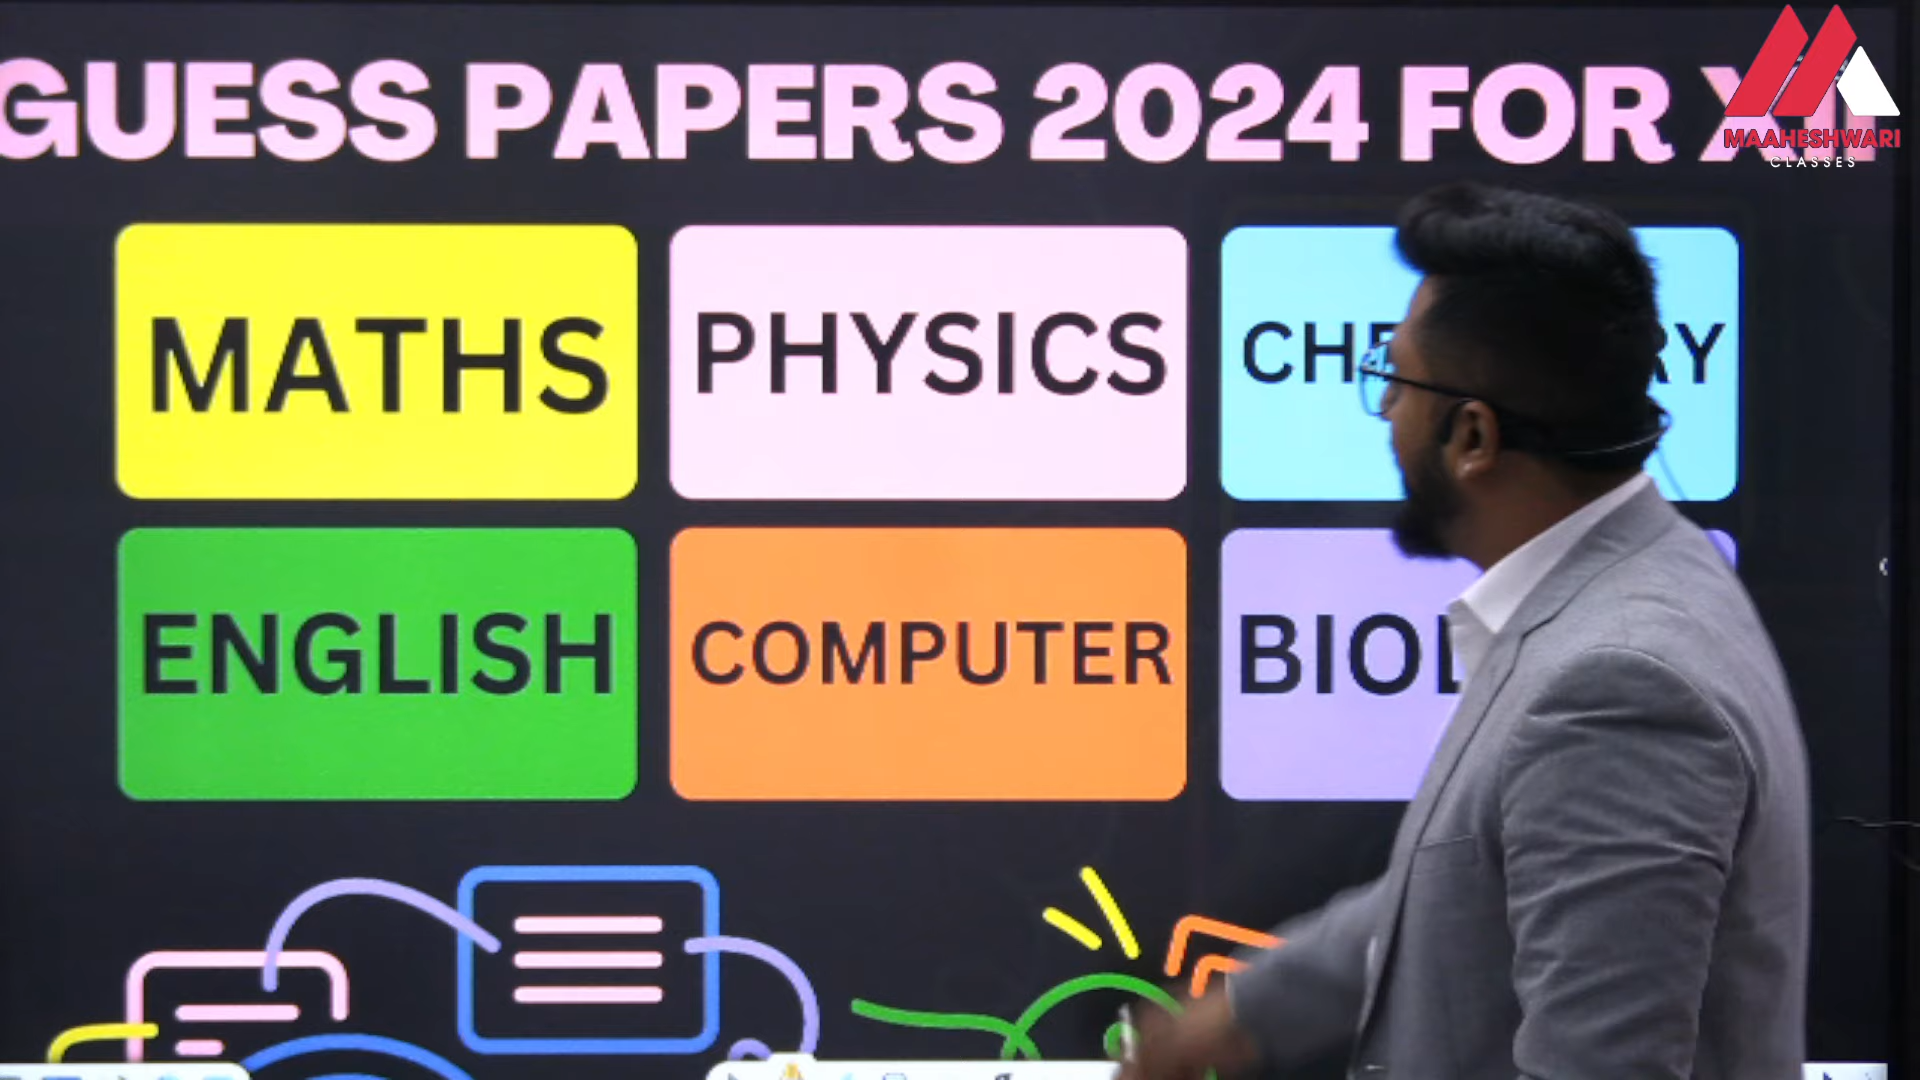 GUESS PAPERS 2024 FOR
MAAHESHWARI
CLASSES
MATHS
PHYSICS
ENGLISH
COMPUTER